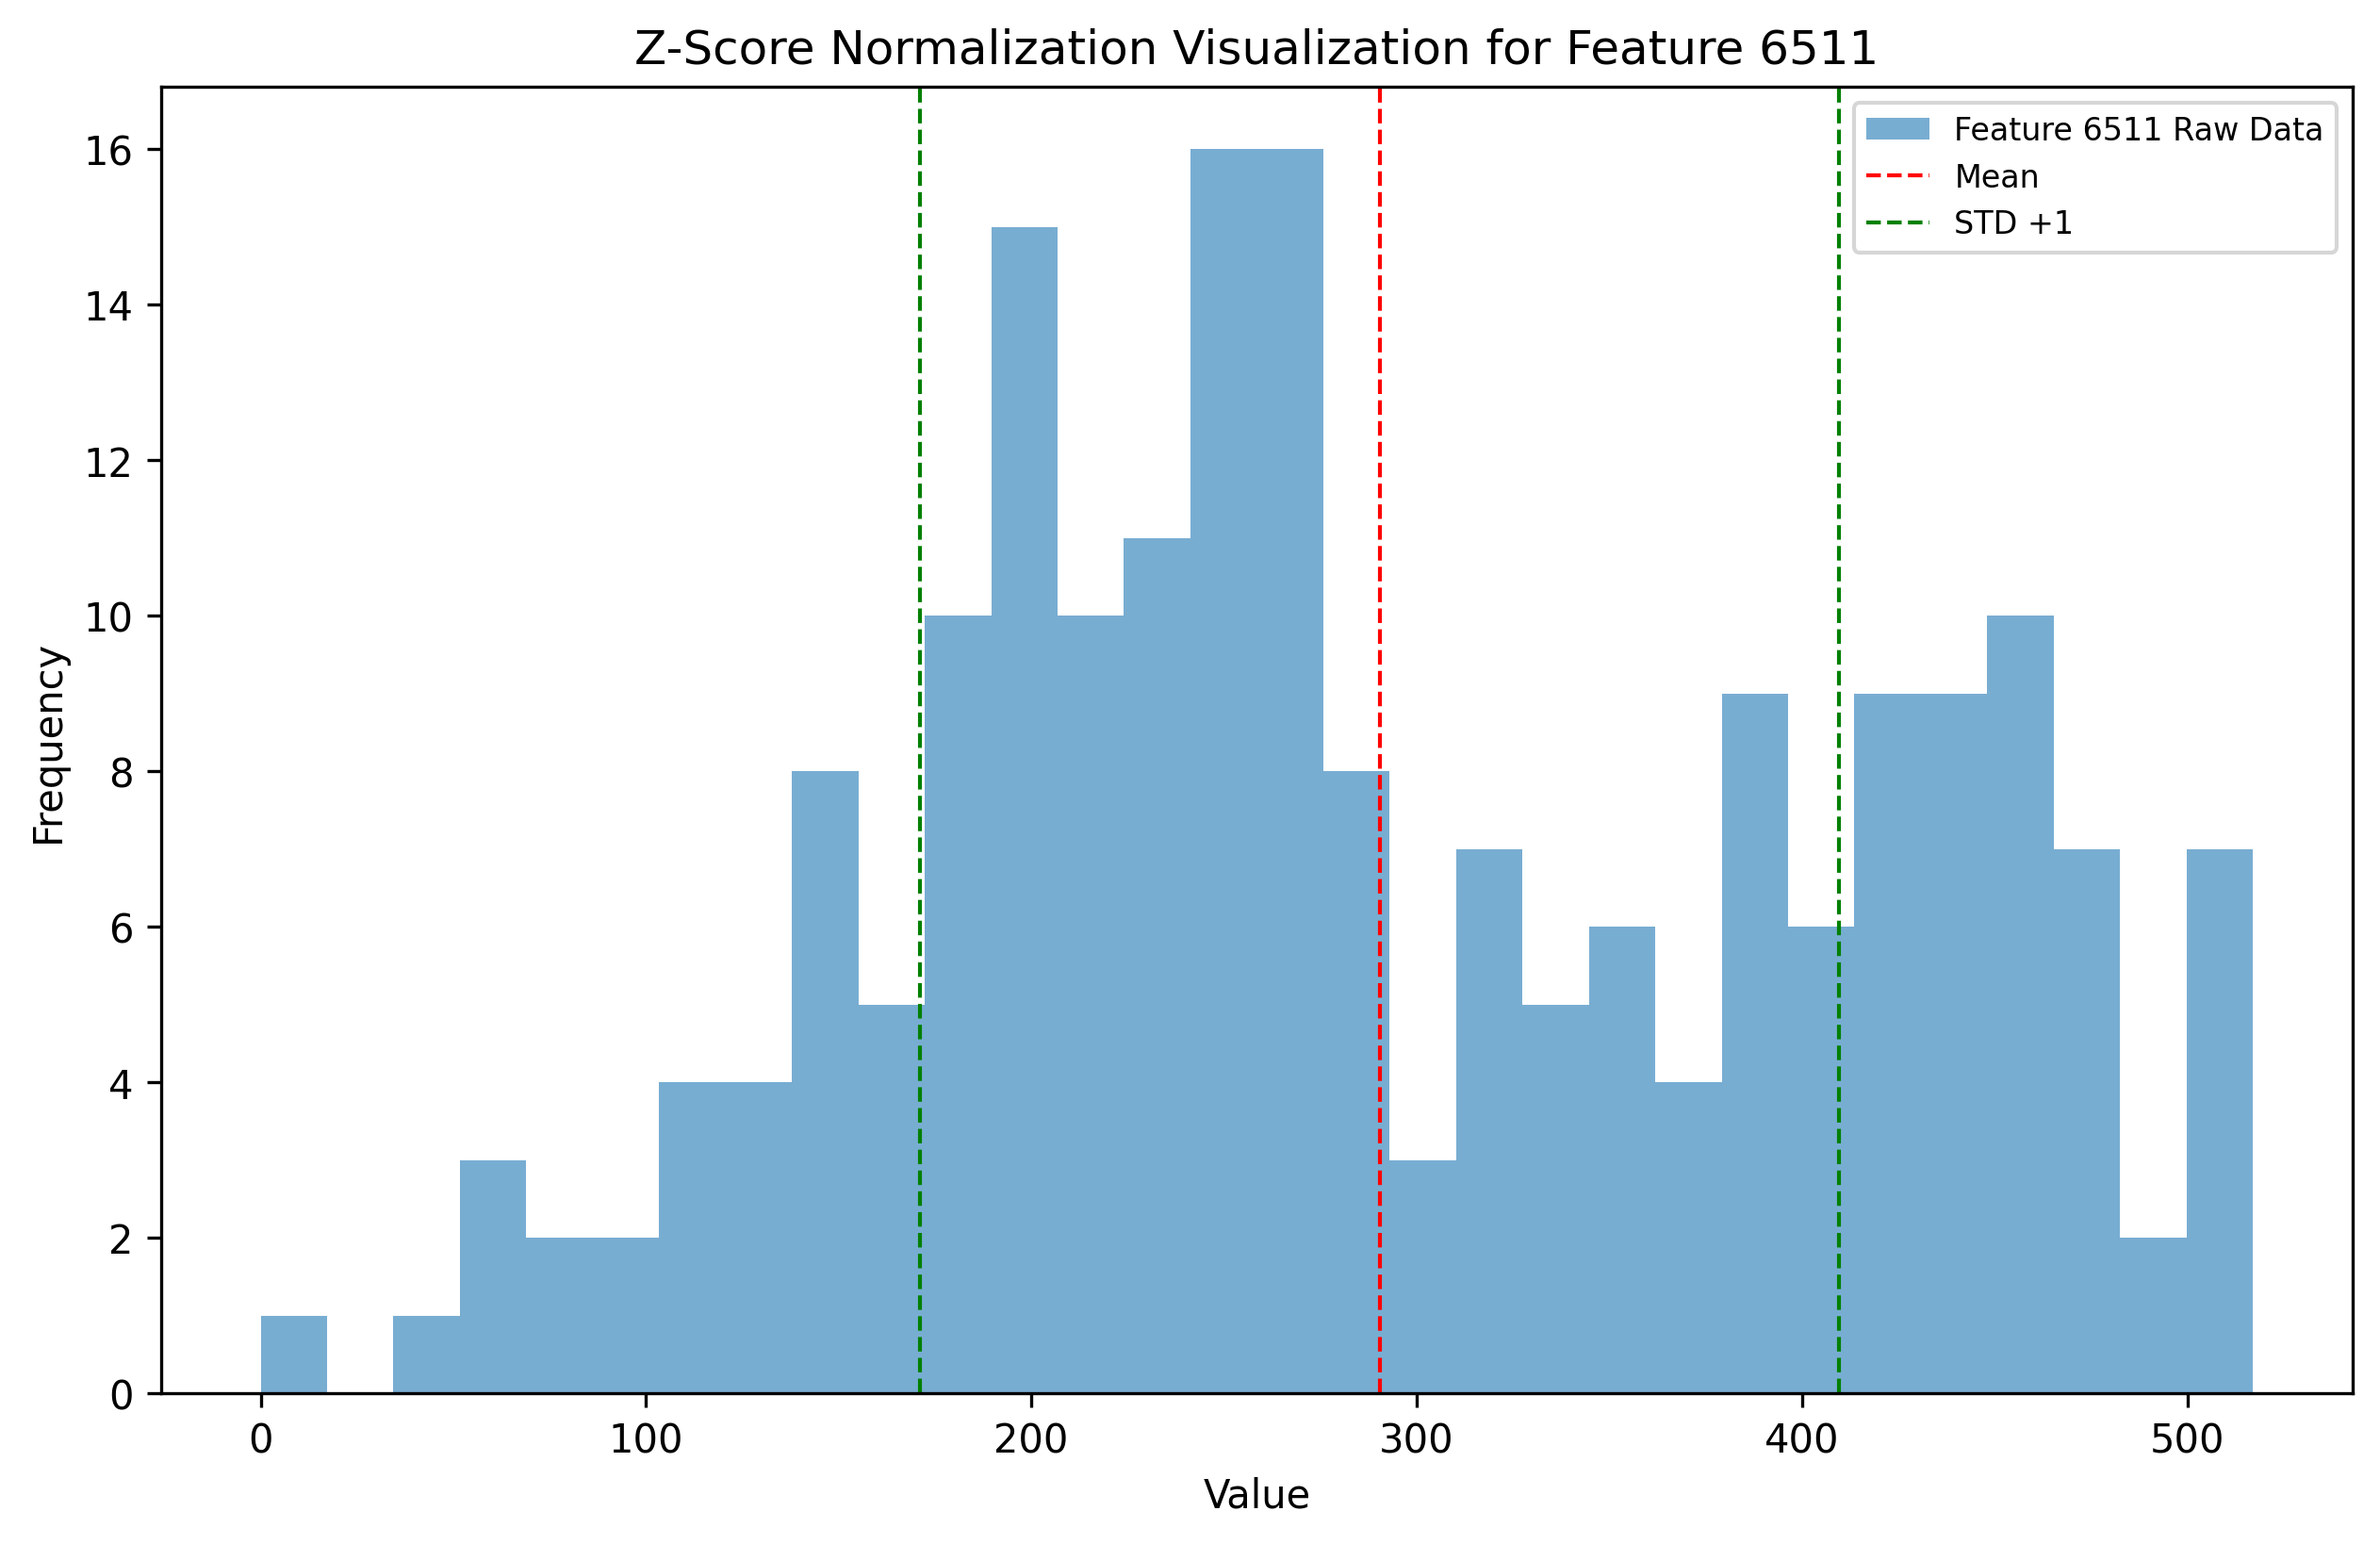 Z-Score Normalization Visualization for Feature 6511
Feature 6511 Raw Data
Mean
STD +1
Frequency
16
14
12
10
8
6
4
2
0
0 100 200 300 400 500
Value